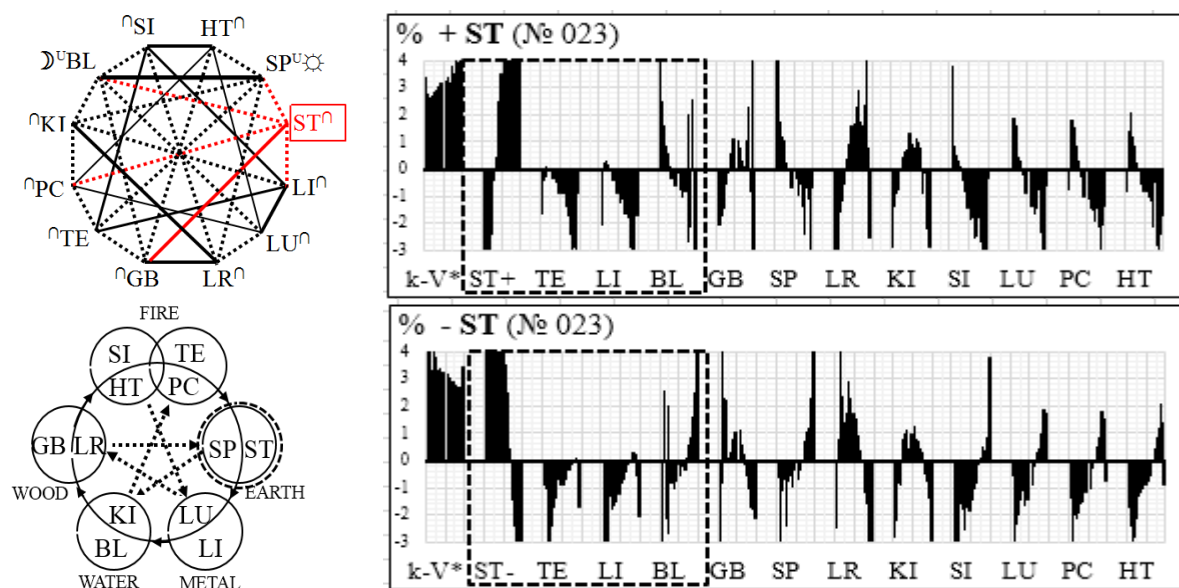 ∩SI HT∩
☽ᵁBL SPᵁ☼
∩KI ST∩
∩PC LI∩
∩TE LU∩
∩GB LR∩
FIRE
SI TE
HT PC
GB LR SP ST
WOOD EARTH
KI LU
BL LI
WATER METAL
% + ST (№ 023)
4
3
2
1
0
-1
-2
-3
k-V* ST+ TE LI BL GB SP LR KI SI LU PC HT
% - ST (№ 023)
4
3
2
1
0
-1
-2
-3
k-V* ST- TE LI BL GB SP LR KI SI LU PC HT